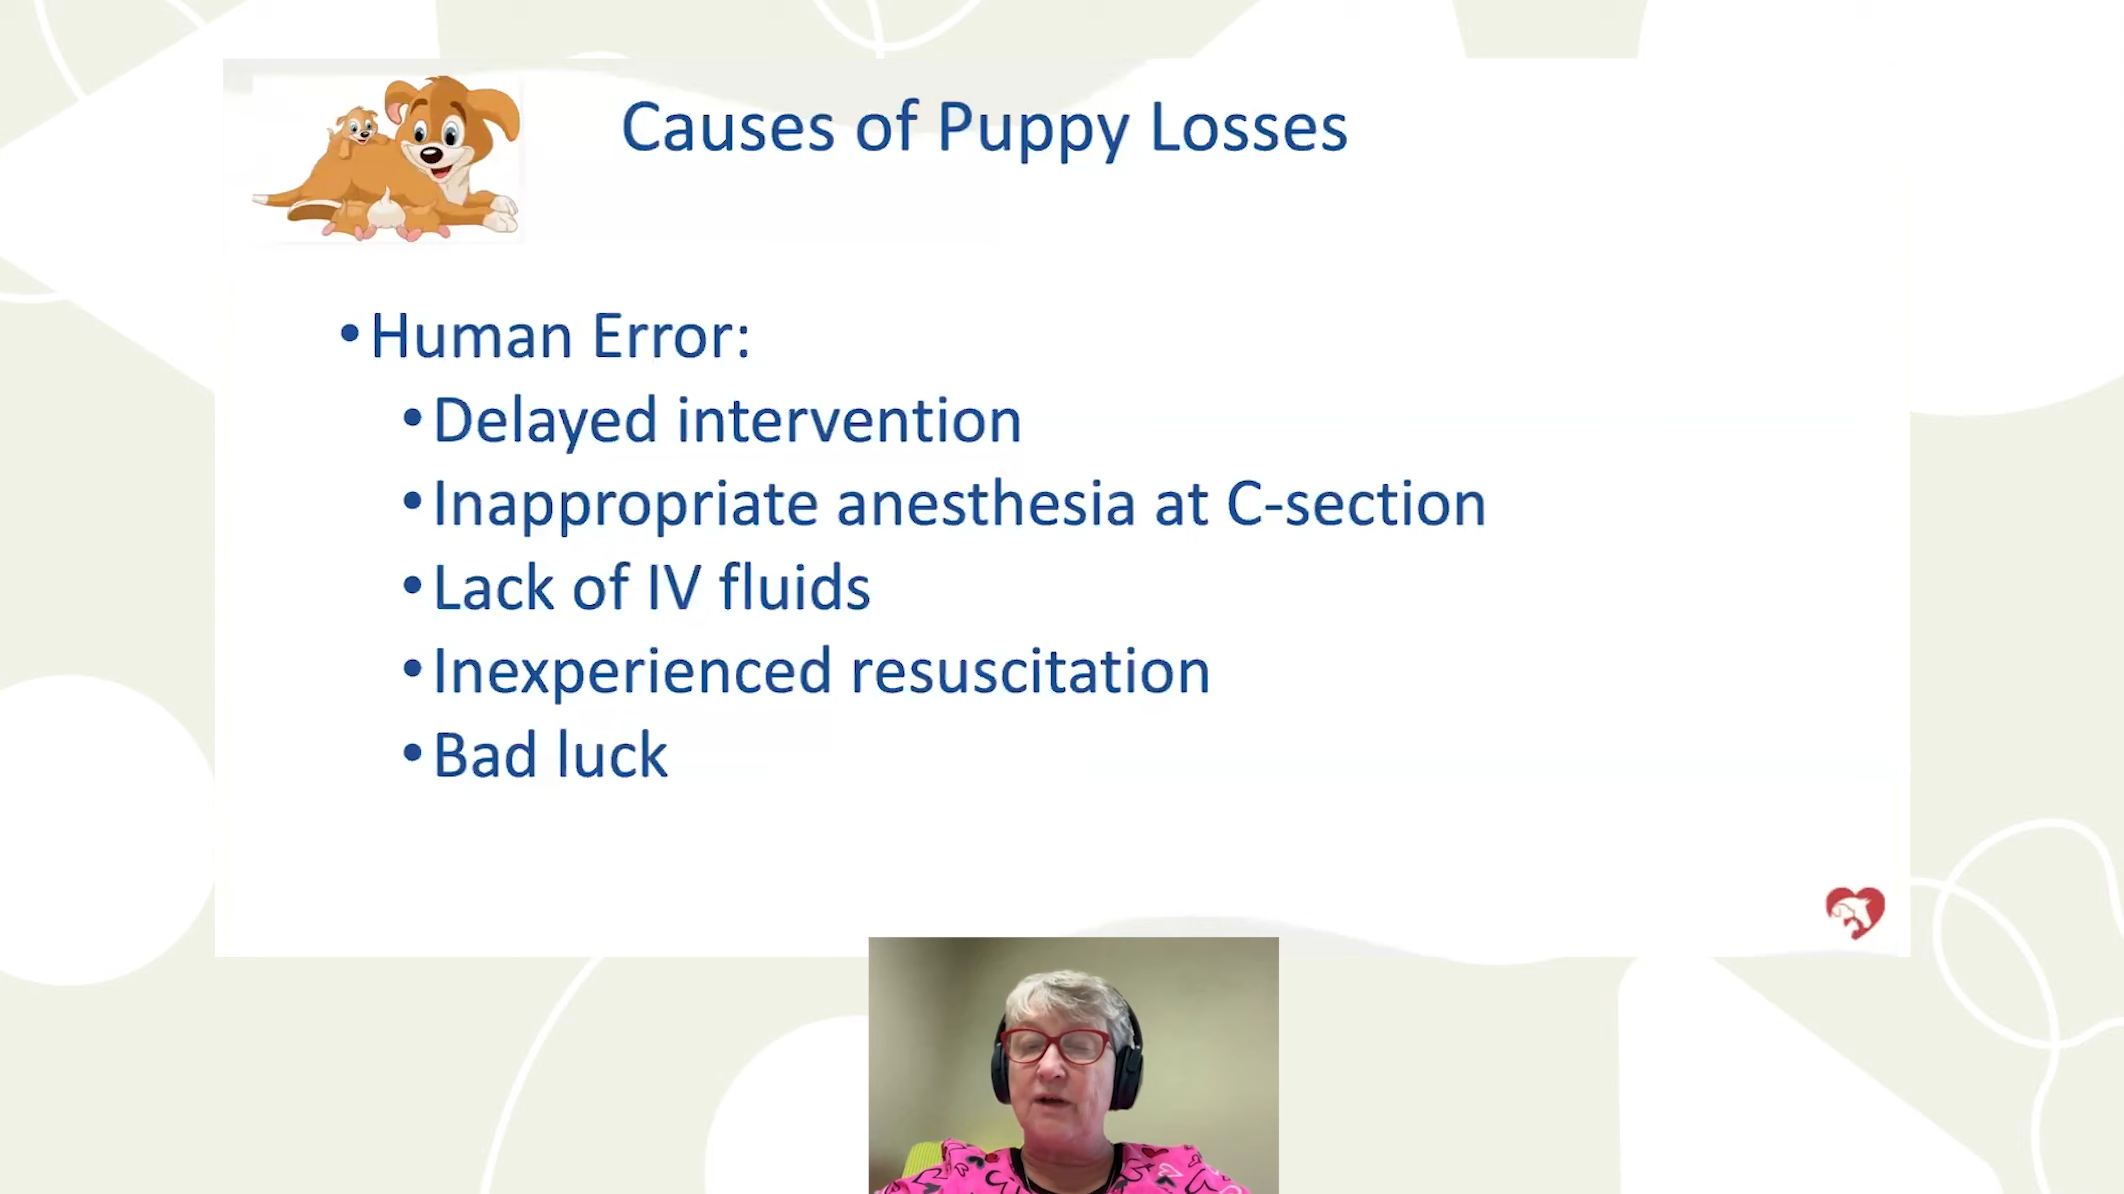 Causes of Puppy Losses
•Human Error:
•Delayed intervention
•Inappropriate anesthesia at C-section
•Lack of IV fluids
•Inexperienced resuscitation
•Bad luck